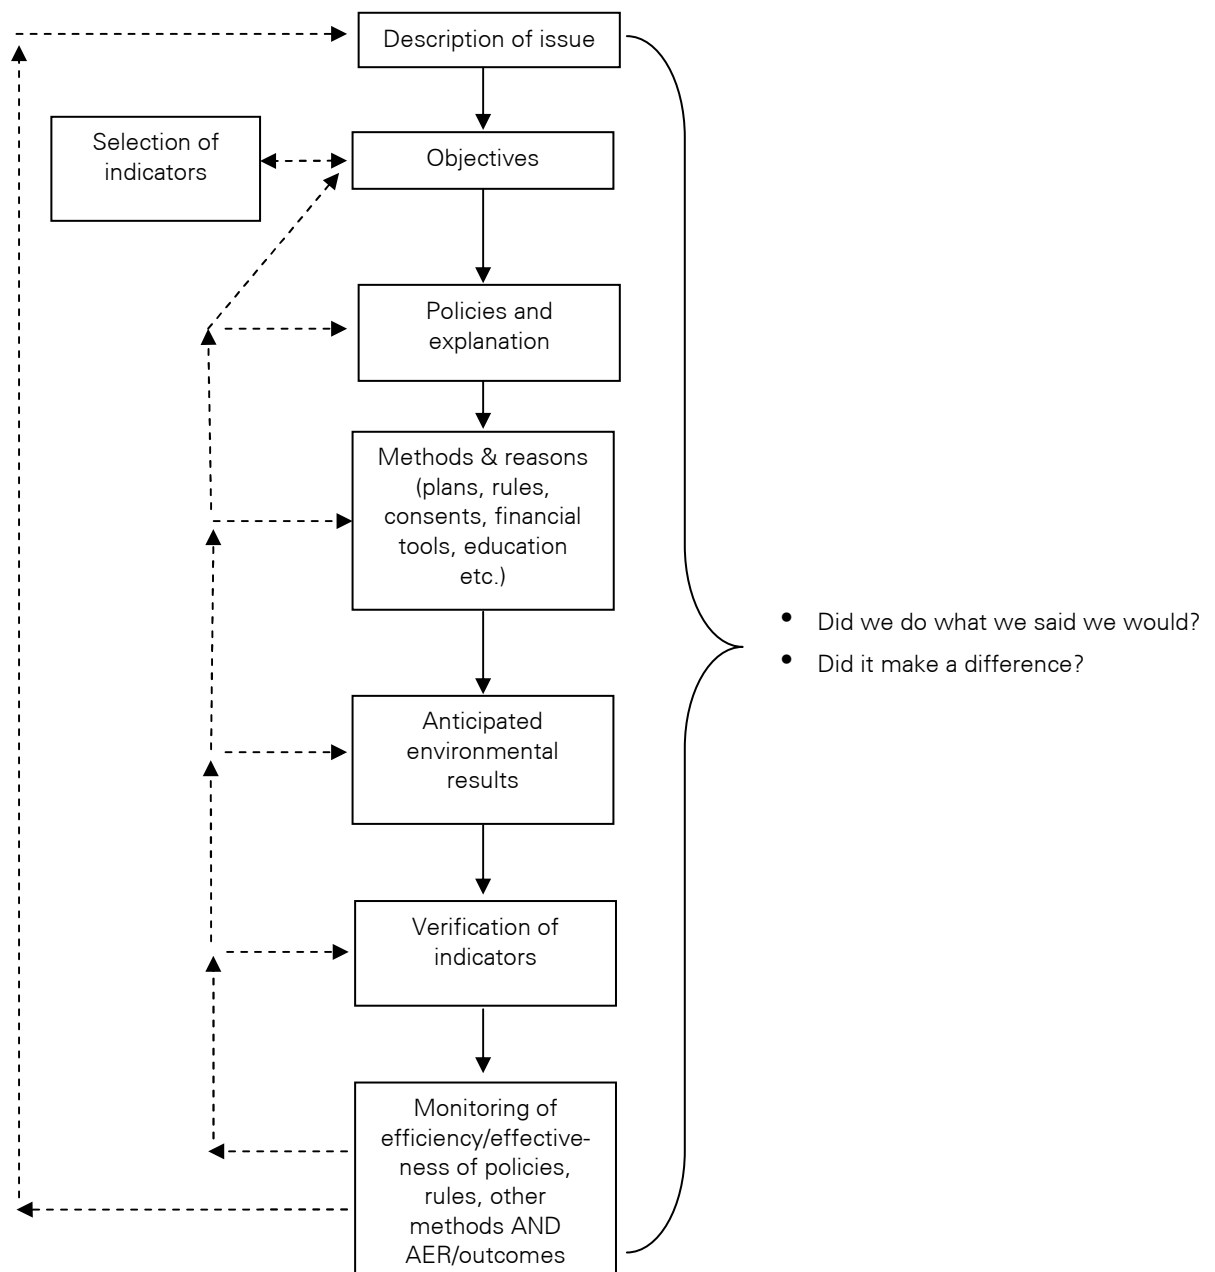 Description of issue
Selection of
indicators
Objectives
Policies and
explanation
Methods & reasons
(plans, rules,
consents, financial
tools, education
etc.)
• Did we do what we said we would?
• Did it make a difference?
Anticipated
environmental
results
Verification of
indicators
Monitoring of
efficiency/effective-
ness of policies,
rules, other
methods AND
AER/outcomes